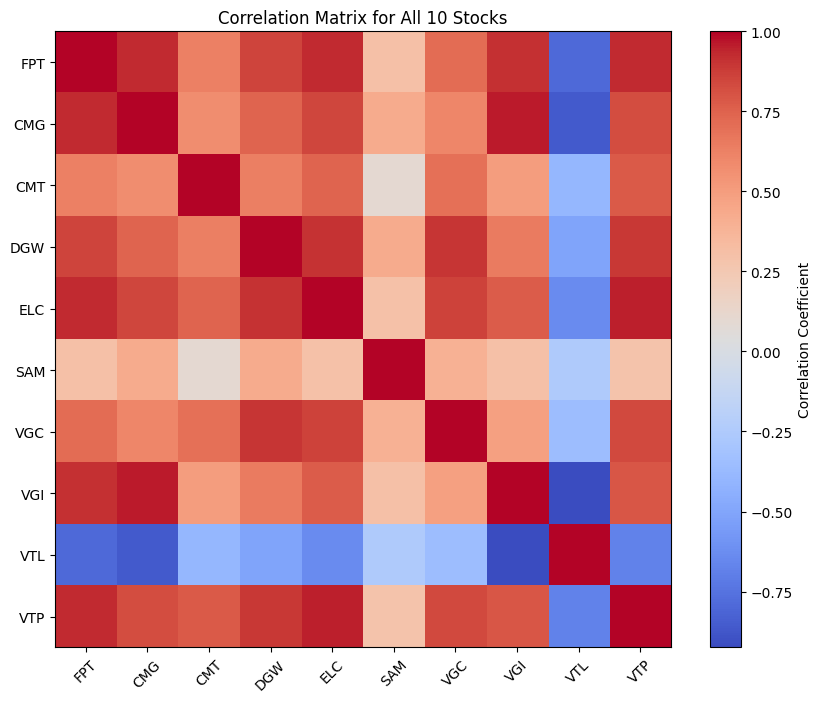 Correlation Matrix for All 10 Stocks
FPT
CMG
CMT
DGW
ELC
SAM
VGC
VGI
VTL
VTP
FPT
CMG
CMT
DGW
ELC
SAM
VGC
VGI
VTL
VTP
1.00
0.75
0.50
0.25
0.00
−0.25
−0.50
−0.75
Correlation Coefficient